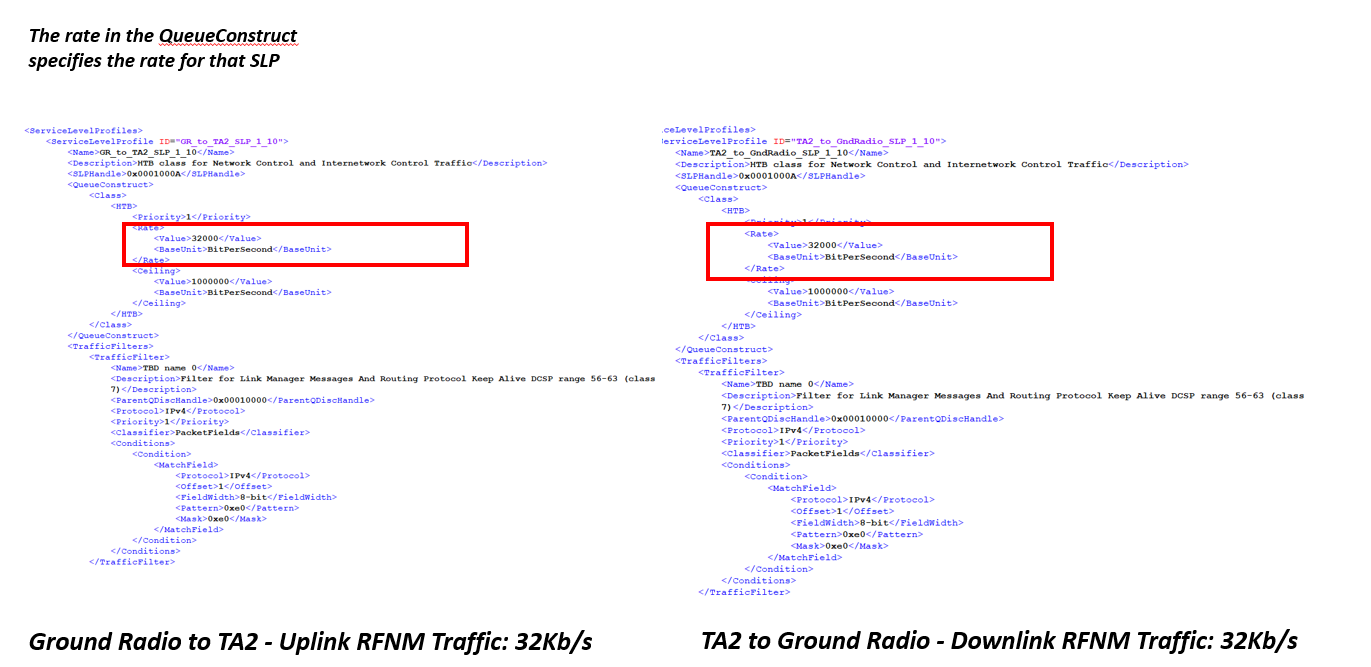 The rate in the QueueConstruct
specifies the rate for that SLP
<ServiceLevelProfiles>
<ServiceLevelProfile ID="GR_to_TA2_SLP_1_10">
<Name>GR_to_TA2_SLP_1_10</Name>
<Description>HTB class for Network Control and Internetwork Control Traffic</Description>
<SLPHandle>0x0001000A</SLPHandle>
<QueueConstruct>
<Class>
<HTB>
<Priority>1</Priority>
<Rate>
<Value>32000</Value>
<BaseUnit>BitPerSecond</BaseUnit>
</Rate>
<Ceiling>
<Value>1000000</Value>
<BaseUnit>BitPerSecond</BaseUnit>
</Ceiling>
</HTB>
</Class>
</QueueConstruct>
<TrafficFilters>
<TrafficFilter>
<Name>TBD name 0</Name>
<Description>Filter for Link Manager Messages And Routing Protocol Keep Alive DCSP range 56-63 (class
7)</Description>
<ParentQDiscHandle>0x00010000</ParentQDiscHandle>
<Protocol>IPv4</Protocol>
<Priority>1</Priority>
<Classifier>PacketFields</Classifier>
<Conditions>
<Condition>
<MatchField>
<Protocol>IPv4</Protocol>
<Offset>1</Offset>
<FieldWidth>8-bit</FieldWidth>
<Pattern>0xe0</Pattern>
<Mask>0xe0</Mask>
</MatchField>
</Condition>
</Conditions>
</TrafficFilter>
Ground Radio to TA2 - Uplink RFNM Traffic: 32Kb/s
ceLevelProfiles>
erviceLevelProfile ID="TA2_to_GndRadio_SLP_1_10">
<Name>TA2_to_GndRadio_SLP_1_10</Name>
<Description>HTB class for Network Control and Internetwork Control Traffic</Description>
<SLPHandle>0x0001000A</SLPHandle>
<QueueConstruct>
<Class>
<HTB>
<Priority>1</Priority>
<Rate>
<Value>32000</Value>
<BaseUnit>BitPerSecond</BaseUnit>
</Rate>
<Ceiling>
<Value>1000000</Value>
<BaseUnit>BitPerSecond</BaseUnit>
</Ceiling>
</HTB>
</Class>
</QueueConstruct>
<TrafficFilters>
<TrafficFilter>
<Name>TBD name 0</Name>
<Description>Filter for Link Manager Messages And Routing Protocol Keep Alive DCSP range 56-63 (class
7)</Description>
<ParentQDiscHandle>0x00010000</ParentQDiscHandle>
<Protocol>IPv4</Protocol>
<Priority>1</Priority>
<Classifier>PacketFields</Classifier>
<Conditions>
<Condition>
<MatchField>
<Protocol>IPv4</Protocol>
<Offset>1</Offset>
<FieldWidth>8-bit</FieldWidth>
<Pattern>0xe0</Pattern>
<Mask>0xe0</Mask>
</MatchField>
</Condition>
</Conditions>
</TrafficFilter>
TA2 to Ground Radio - Downlink RFNM Traffic: 32Kb/s